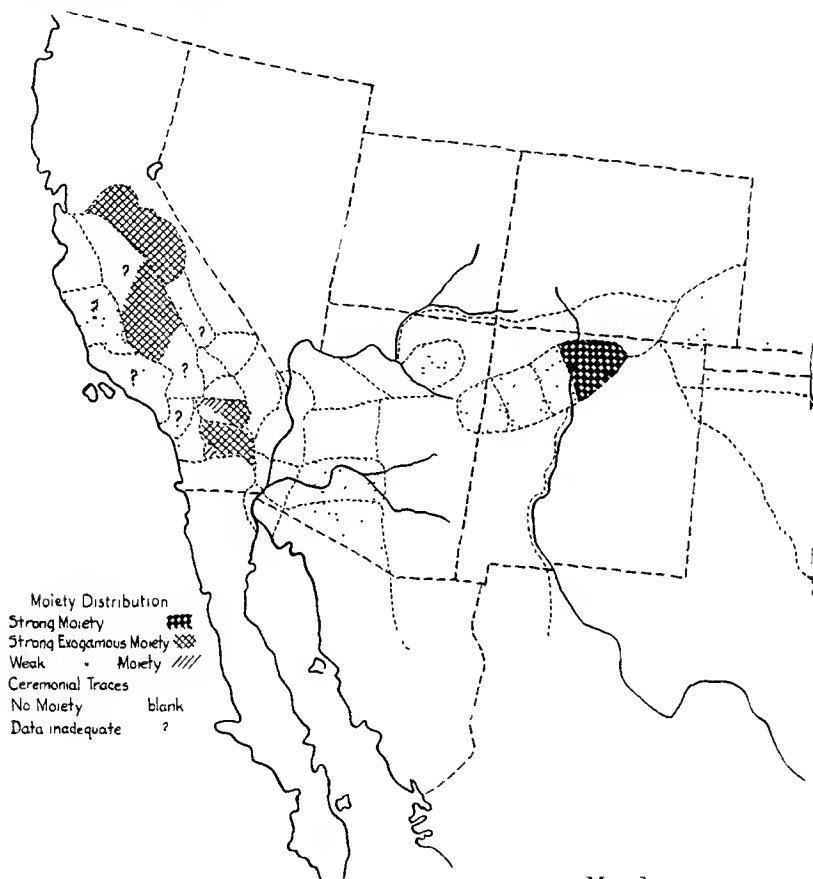 ?
?
?
?
?
?
?
Moiety Distribution
Strong Moiety
Strong Exogamous Moiety
Weak " Moiety
Ceremonial Traces
No Moiety blank
Data inadequate ?